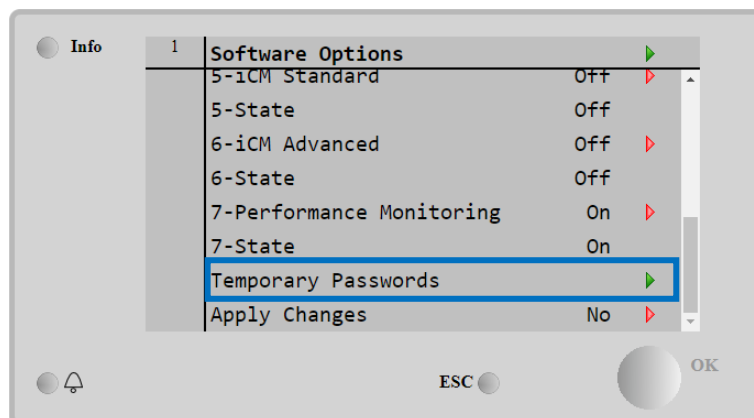 Info
1 Software Options
5-iCM Standard Off
5-State Off
6-iCM Advanced Off
6-State Off
7-Performance Monitoring On
7-State On
Temporary Passwords
Apply Changes No
ESC
OK